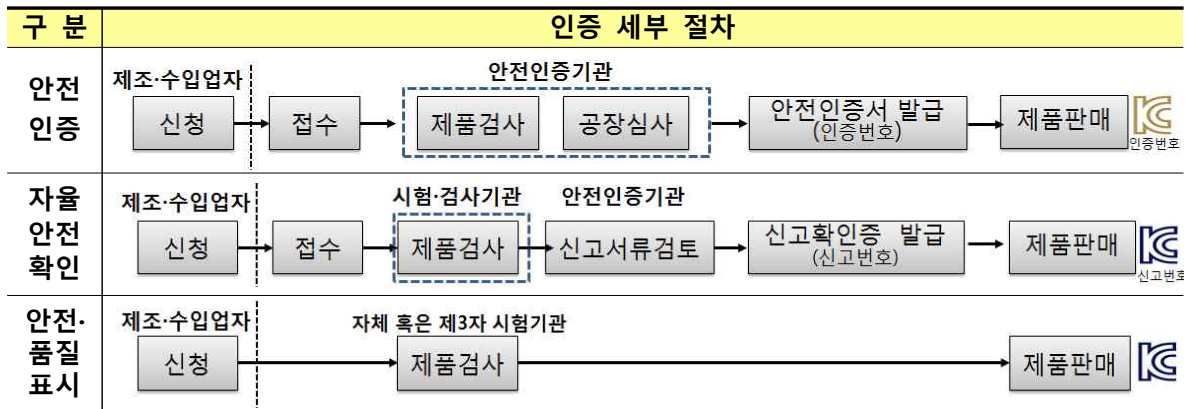 구 분
인증 세부 절차
안전
인증
제조·수입업자
안전인증기관
신청
접수
제품검사
공장심사
안전인증서 발급
(인증번호)
제품판매
인증번호
자율
안전
확인
제조·수입업자
시험·검사기관
안전인증기관
신청
접수
제품검사
신고서류검토
신고확인증 발급
(신고번호)
제품판매
신고번호
안전·
품질
표시
제조·수입업자
자체 혹은 제3자 시험기관
신청
제품검사
제품판매